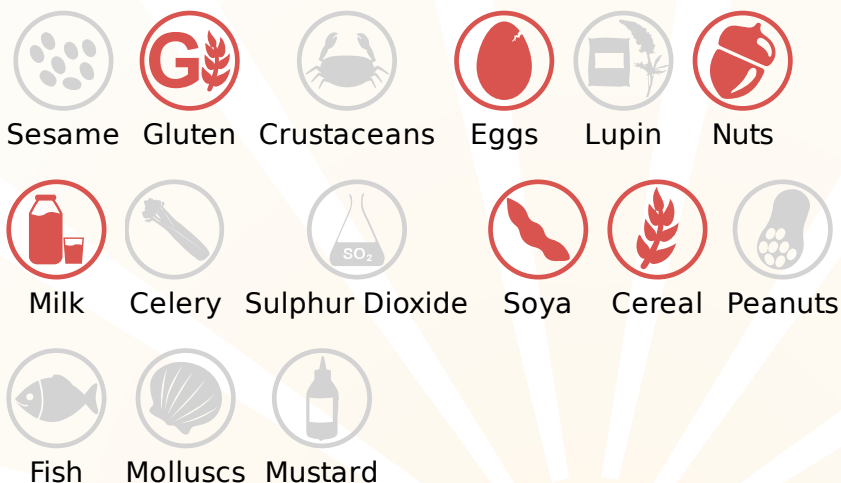 G
Sesame Gluten Crustaceans Eggs Lupin Nuts
SO₂
Milk Celery Sulphur Dioxide Soya Cereal Peanuts
Fish Molluscs Mustard